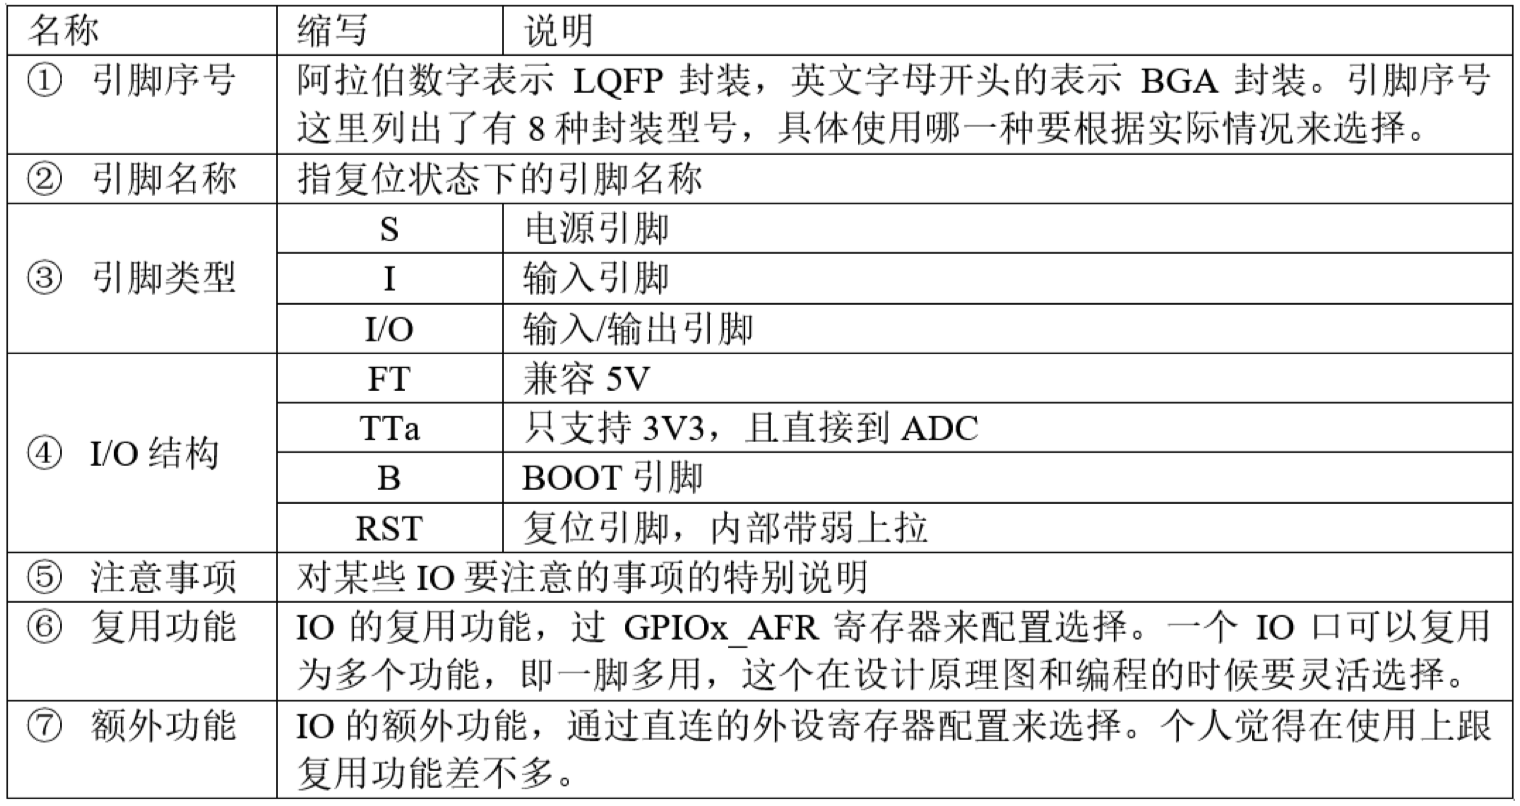 名称 缩写 说明
① 引脚序号 阿拉伯数字表示 LQFP 封装，英文字母开头的表示 BGA 封装。引脚序号
这里列出了有 8 种封装型号，具体使用哪一种要根据实际情况来选择。
② 引脚名称 指复位状态下的引脚名称
③ 引脚类型
S 电源引脚
I 输入引脚
I/O 输入/输出引脚
④ I/O 结构
FT 兼容 5V
TTa 只支持 3V3，且直接到 ADC
B BOOT 引脚
RST 复位引脚，内部带弱上拉
⑤ 注意事项 对某些 IO 要注意的事项的特别说明
⑥ 复用功能 IO 的复用功能，过 GPIOx_AFR 寄存器来配置选择。一个 IO 口可以复用
为多个功能，即一脚多用，这个在设计原理图和编程的时候要灵活选择。
⑦ 额外功能 IO 的额外功能，通过直连的外设寄存器配置来选择。个人觉得在使用上跟
复用功能差不多。